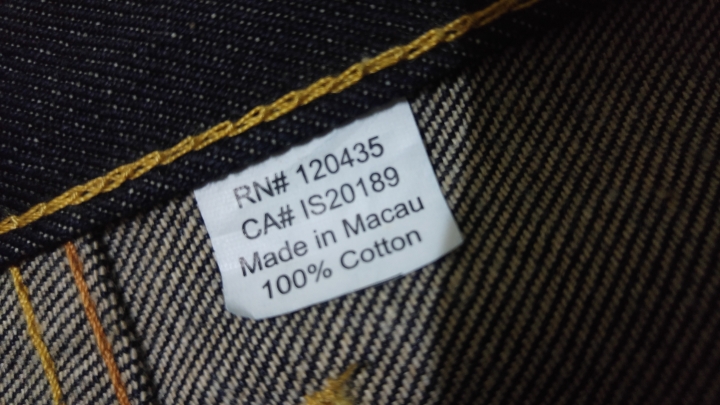 RN# 120435
CA# IS20189
Made in Macau
100% Cotton